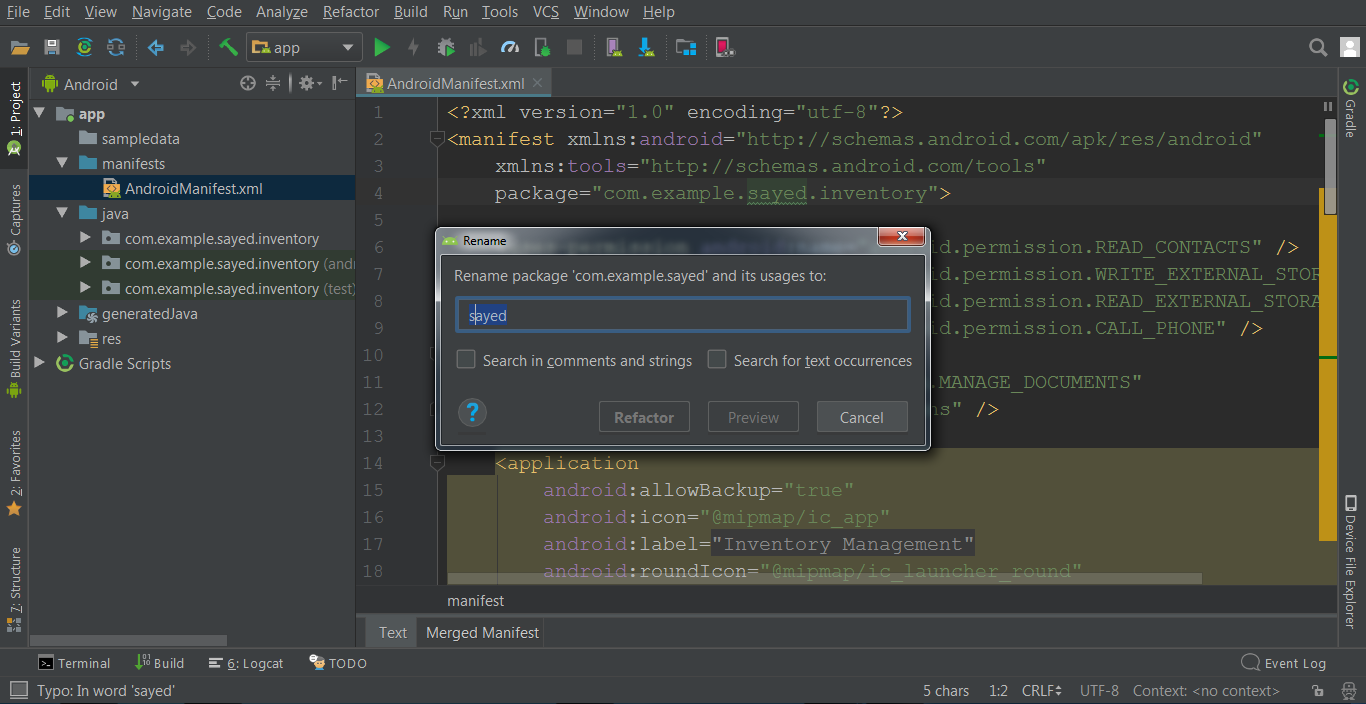 File Edit View Navigate Code Analyze Refactor Build Run Tools VCS Window Help
app
1: Project
Captures
Build Variants
2: Favorites
7: Structure
Android
app
sampledata
manifests
AndroidManifest.xml
java
com.example.sayed.inventory
com.example.sayed.inventory (and
com.example.sayed.inventory (test)
generatedJava
res
Gradle Scripts
AndroidManifest.xml
1 <?xml version="1.0" encoding="utf-8"?>
2 <manifest xmlns:android="http://schemas.android.com/apk/res/android"
3 xmlns:tools="http://schemas.android.com/tools"
4 package="com.example.sayed.inventory">
5
6 id.permission.READ_CONTACTS" />
7 id.permission.WRITE_EXTERNAL_STOR
8 id.permission.READ_EXTERNAL_STORA
9 id.permission.CALL_PHONE" />
10
11 .MANAGE_DOCUMENTS"
12 ns" />
13
14 <application
15 android:allowBackup="true"
16 android:icon="@mipmap/ic_app"
17 android:label="Inventory Management"
18 android:roundIcon="@mipmap/ic_launcher_round"
Rename
Rename package 'com.example.sayed' and its usages to:
sayed
Search in comments and strings Search for text occurrences
? Refactor Preview Cancel
manifest
Text Merged Manifest
Gradle
Device File Explorer
Terminal Build 6: Logcat TODO Event Log
Typo: In word 'sayed' 5 chars 1:2 CRLF UTF-8 Context: <no context>